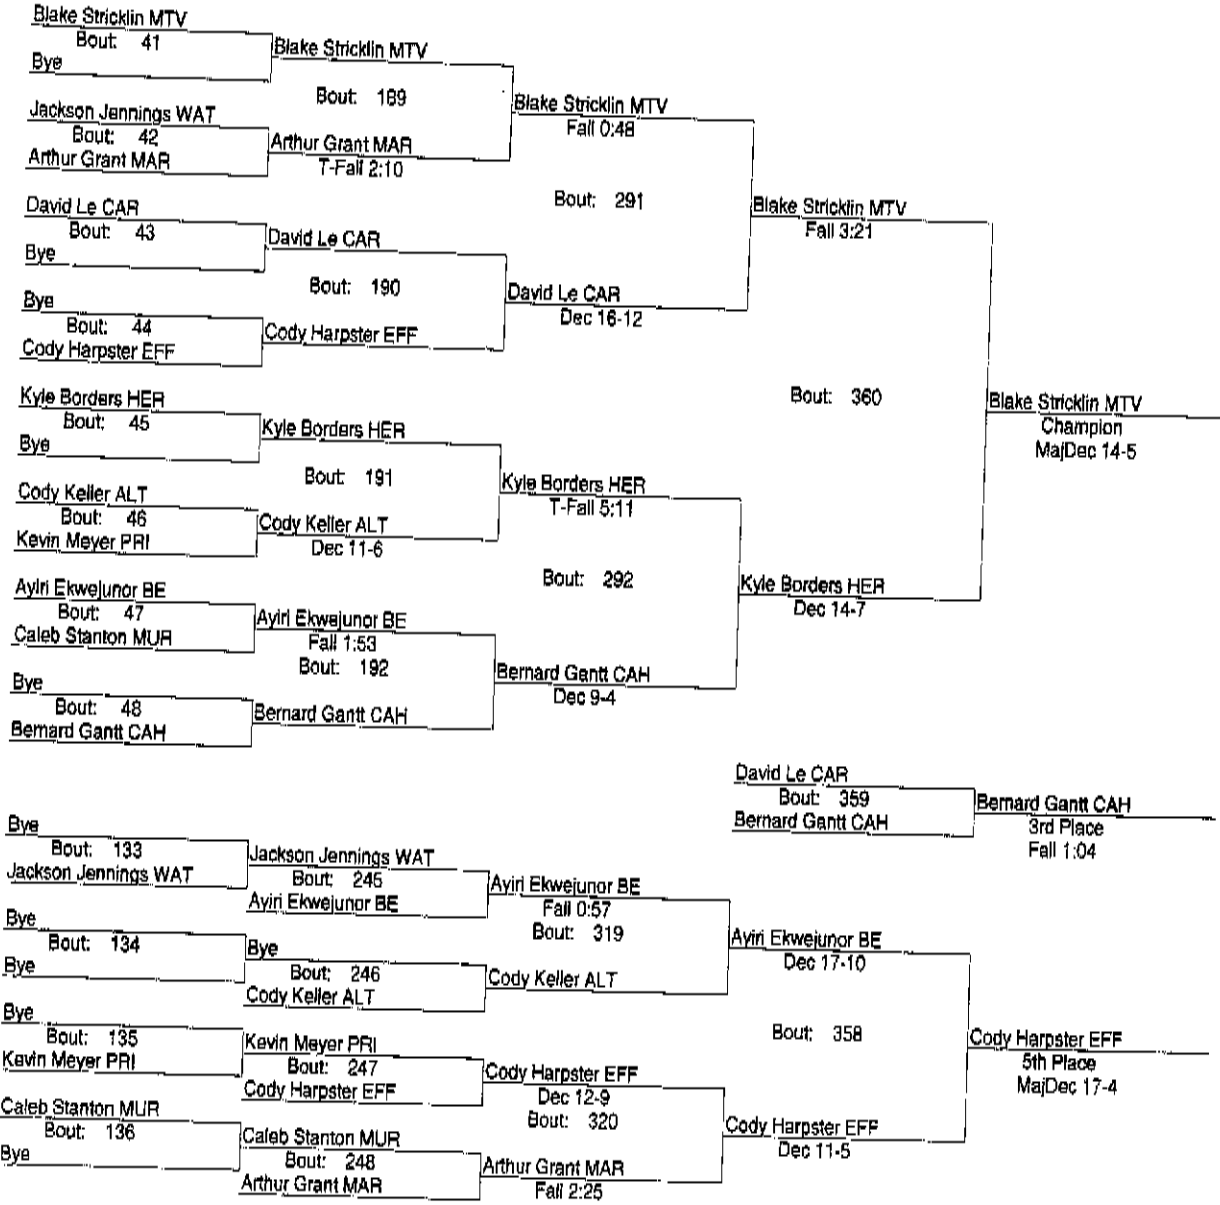 Blake Stricklin MTV
Bout: 41
Bye
Blake Stricklin MTV
Bout: 189
Jackson Jennings WAT
Bout: 42
Arthur Grant MAR
Arthur Grant MAR
T-Fall 2:10
Blake Stricklin MTV
Fall 0:48
Bout: 291
David Le CAR
Bout: 43
Bye
David Le CAR
Bout: 190
Bye
Bout: 44
Cody Harpster EFF
Cody Harpster EFF
David Le CAR
Dec 16-12
Blake Stricklin MTV
Fall 3:21
Bout: 360
Blake Stricklin MTV
Champion
MajDec 14-5
Kyle Borders HER
Bout: 45
Bye
Kyle Borders HER
Bout: 191
Cody Keller ALT
Bout: 46
Kevin Meyer PRI
Cody Keller ALT
Dec 11-6
Kyle Borders HER
T-Fall 5:11
Bout: 292
Kyle Borders HER
Dec 14-7
Ayiri Ekwejunor BE
Bout: 47
Caleb Stanton MUR
Ayiri Ekwejunor BE
Fall 1:53
Bout: 192
Bye
Bout: 48
Bernard Gantt CAH
Bernard Gantt CAH
Bernard Gantt CAH
Dec 9-4
David Le CAR
Bout: 359
Bernard Gantt CAH
Bernard Gantt CAH
3rd Place
Fall 1:04
Bye
Bout: 133
Jackson Jennings WAT
Jackson Jennings WAT
Bout: 245
Ayiri Ekwejunor BE
Ayiri Ekwejunor BE
Fall 0:57
Bout: 319
Bye
Bout: 134
Bye
Bye
Bout: 246
Cody Keller ALT
Cody Keller ALT
Ayiri Ekwejunor BE
Dec 17-10
Bout: 358
Cody Harpster EFF
5th Place
MajDec 17-4
Bye
Bout: 135
Kevin Meyer PRI
Kevin Meyer PRI
Bout: 247
Cody Harpster EFF
Cody Harpster EFF
Dec 12-9
Bout: 320
Cody Harpster EFF
Dec 11-5
Caleb Stanton MUR
Bout: 136
Bye
Caleb Stanton MUR
Bout: 248
Arthur Grant MAR
Arthur Grant MAR
Fall 2:25